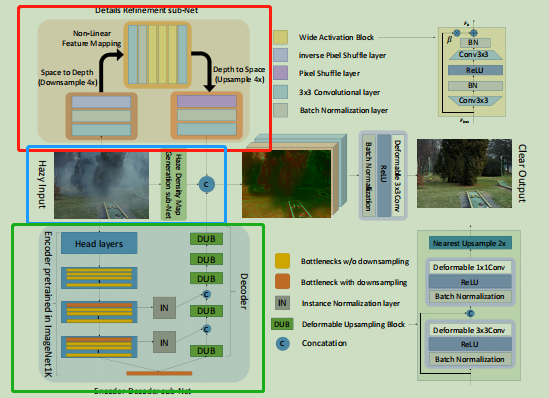 Details Refinement sub-Net
Non-Linear
Feature Mapping
Space to Depth
(Downsample 4x)
Depth to Space
(Upsample 4x)
Wide Activation Block
inverse Pixel Shuffle layer
Pixel Shuffle layer
3x3 Convolutional layer
Batch Normalization layer
β
BN
Conv3x3
ReLU
BN
Conv3x3
Hazy Input
Haze Density Map
Generation sub-Net
C
Batch Normalization
ReLU
Deformable 3x3Conv
Clear Output
Encoder pretrained in ImageNet1K
Head layers
IN
IN
DUB
DUB
DUB
C
DUB
C
DUB
Decoder
Encoder-Decoder sub-Net
Bottlenecks w/o downsampling
Bottleneck with downsampling
IN
Instance Normalization layer
DUB
Deformable Upsampling Block
C
Concatation
Nearest Upsample 2x
Deformable 1x1Conv
ReLU
Batch Normalization
C
Deformable 3x3Conv
ReLU
Batch Normalization